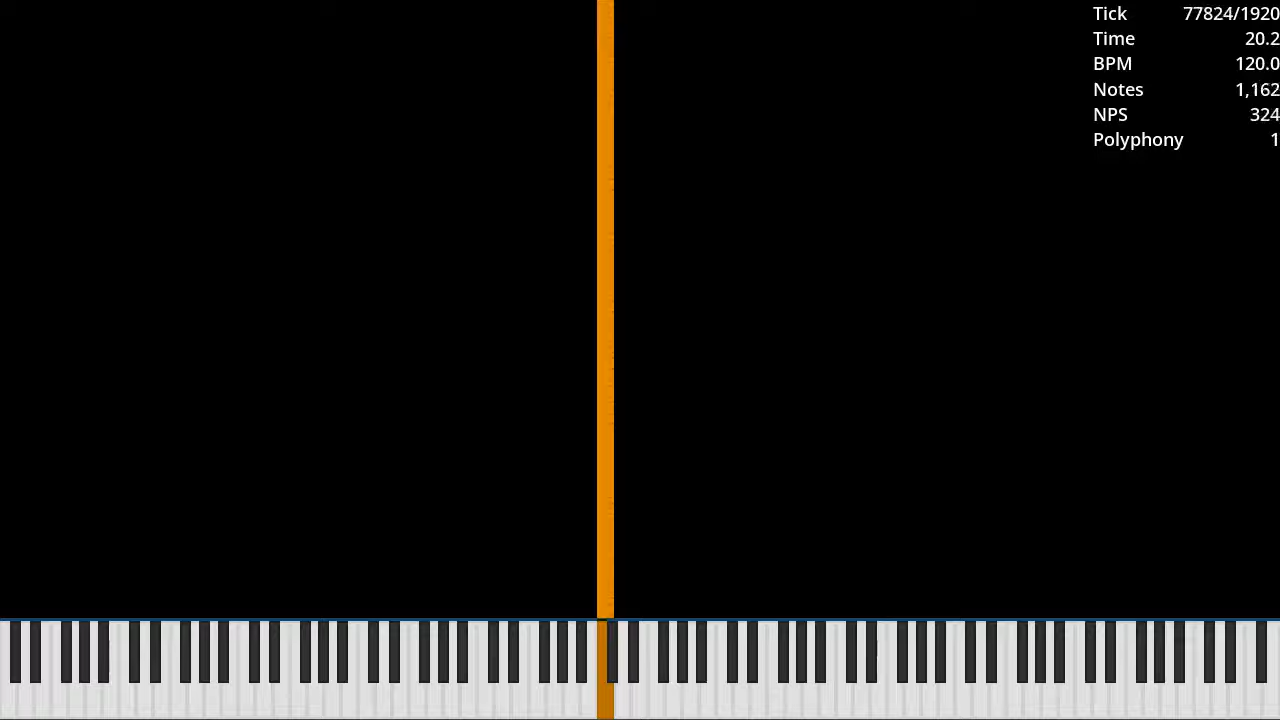 Tick 77824/1920
Time 20.2
BPM 120.0
Notes 1,162
NPS 324
Polyphony 1